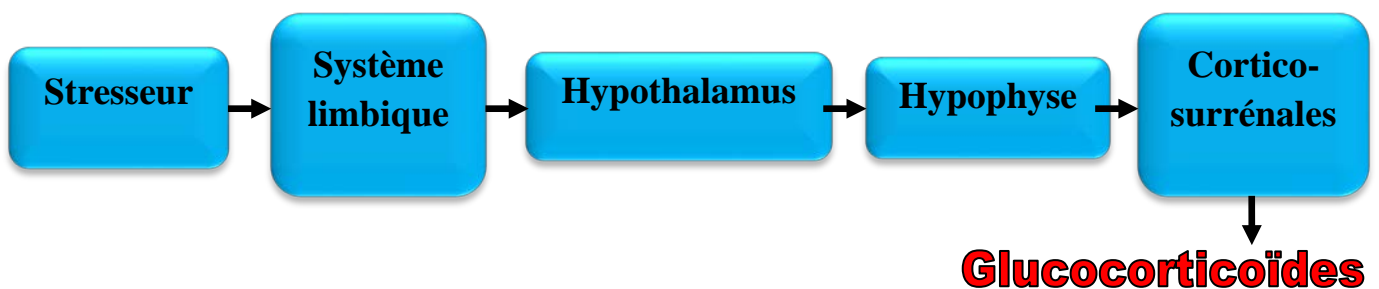 Stresseur
Système
limbique
Hypothalamus
Hypophyse
Cortico-
surrénales
Glucocorticoïdes